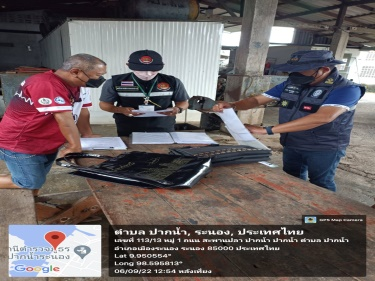 GPS Map Camera
ตำบล ปากน้ำ, ระนอง, ประเทศไทย
เลขที่ 113/13 หมู่ 1 ถนน สะพานปลา ปากน้ำ ปากน้ำ ตำบล ปากน้ำ
อำเภอเมืองระนอง ระนอง 85000 ประเทศไทย
Lat 9.950554°
Long 98.595813°
06/09/22 12:54 หลังเที่ยง
ปากน้ำระนอง
Google